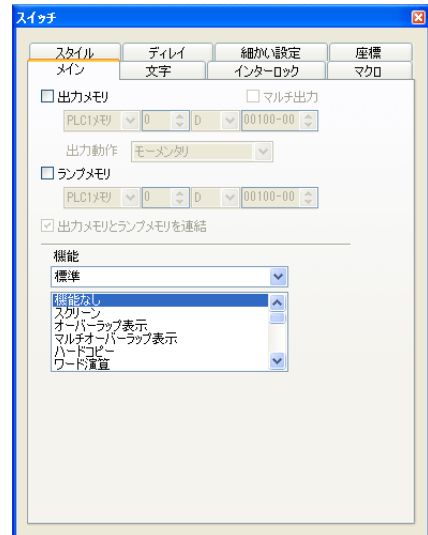 スイッチ
スタイル ディレイ 細かい設定 座標
メイン 文字 インターロック マクロ
出力メモリ マルチ出力
PLC1メモリ 0 D 00100-00
出力動作 モーメンタリ
ランプメモリ
PLC1メモリ 0 D 00100-00
出力メモリとランプメモリを連結
機能
標準
機能なし
スクリーン
オーバーラップ表示
マルチオーバーラップ表示
ハードコピー
ワード演算